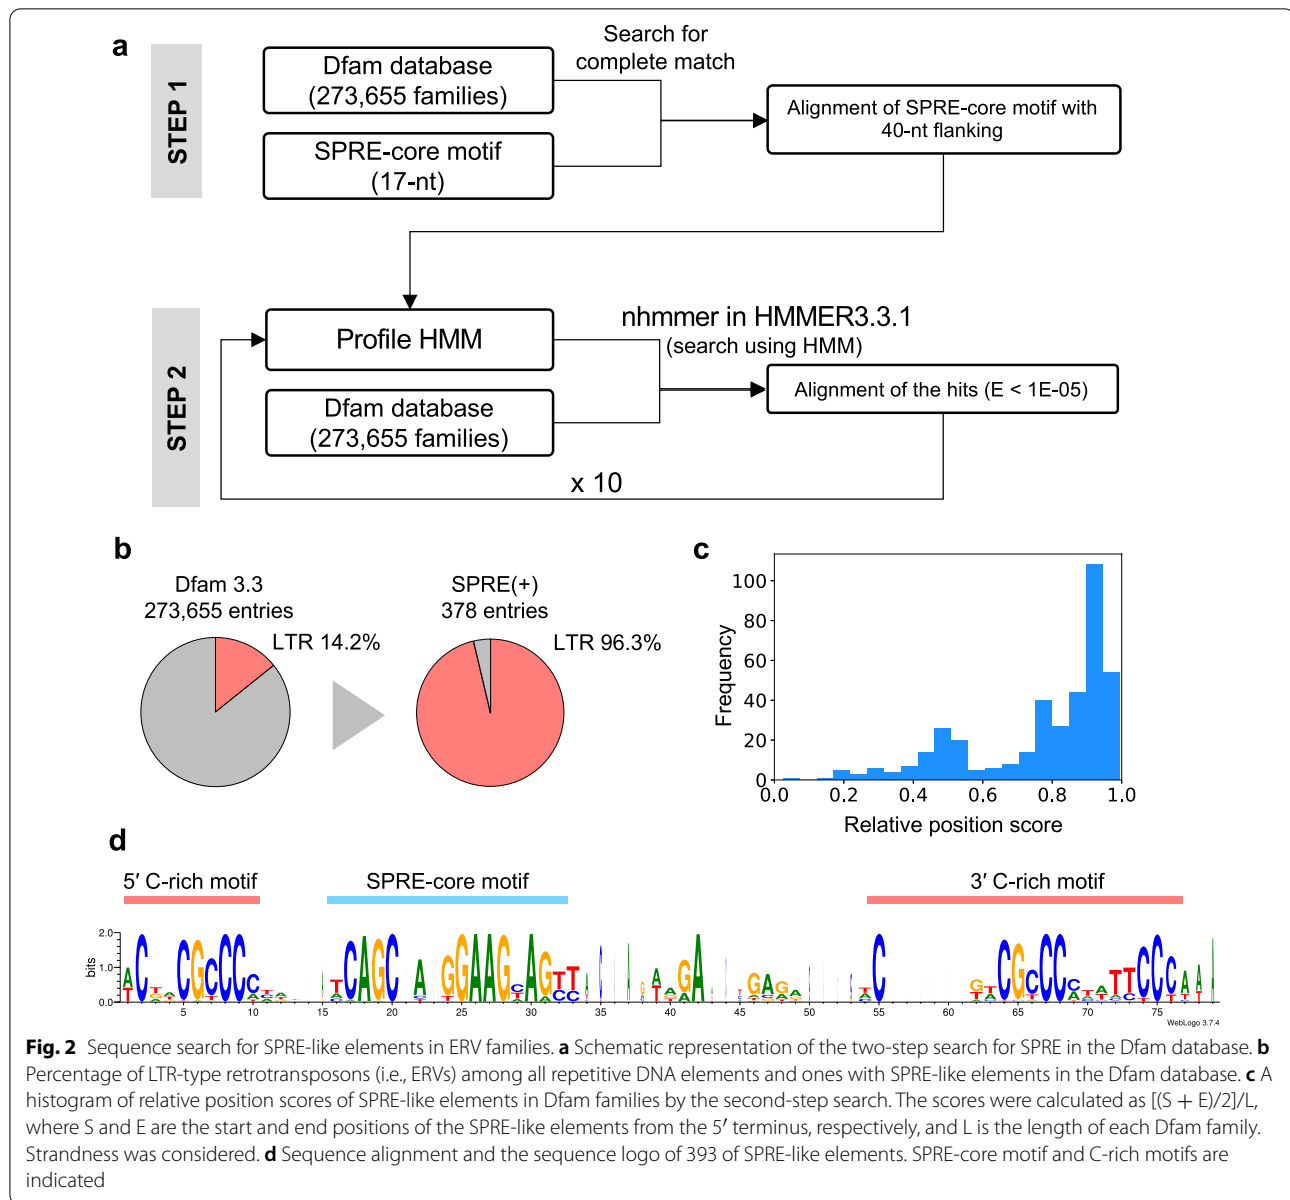 a
STEP 1
Dfam database
(273,655 families)
SPRE-core motif
(17-nt)
Search for
complete match
Alignment of SPRE-core motif with
40-nt flanking
STEP 2
Profile HMM
Dfam database
(273,655 families)
nhmmer in HMMER3.3.1
(search using HMM)
Alignment of the hits (E < 1E-05)
x 10
b
Dfam 3.3
273,655 entries
LTR 14.2%
SPRE(+)
378 entries
LTR 96.3%
c
Frequency
100
80
60
40
20
0
0.0 0.2 0.4 0.6 0.8 1.0
Relative position score
d
5′ C-rich motif
SPRE-core motif
3′ C-rich motif
bits
2.0
1.0
0.0
5 10 15 20 25 30 35 40 45 50 55 60 65 70 75
WebLogo 3.7.4
Fig. 2 Sequence search for SPRE-like elements in ERV families. a Schematic representation of the two-step search for SPRE in the Dfam database. b
Percentage of LTR-type retrotransposons (i.e., ERVs) among all repetitive DNA elements and ones with SPRE-like elements in the Dfam database. c A
histogram of relative position scores of SPRE-like elements in Dfam families by the second-step search. The scores were calculated as [(S + E)/2]/L,
where S and E are the start and end positions of the SPRE-like elements from the 5′ terminus, respectively, and L is the length of each Dfam family.
Strandness was considered. d Sequence alignment and the sequence logo of 393 of SPRE-like elements. SPRE-core motif and C-rich motifs are
indicated